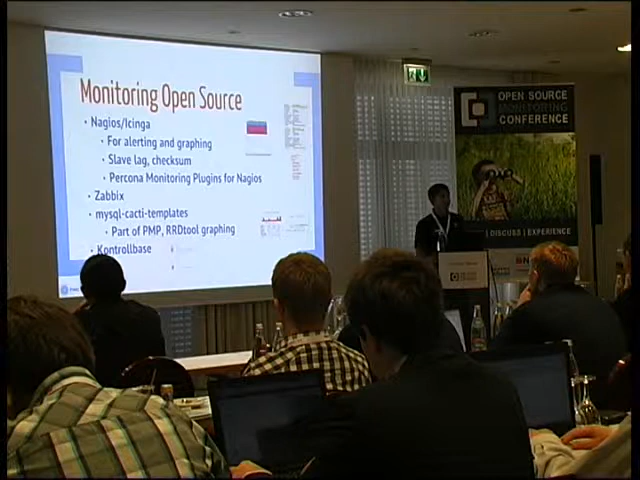 Monitoring Open Source
• Nagios/Icinga
• For alerting and graphing
• Slave lag, checksum
• Percona Monitoring Plugins for Nagios
• Zabbix
• mysql-cacti-templates
• Part of PMP, RRDtool graphing
• Kontrollbase
OPEN SOURCE
MONITORING
CONFERENCE
| DISCUSS | EXPERIENCE